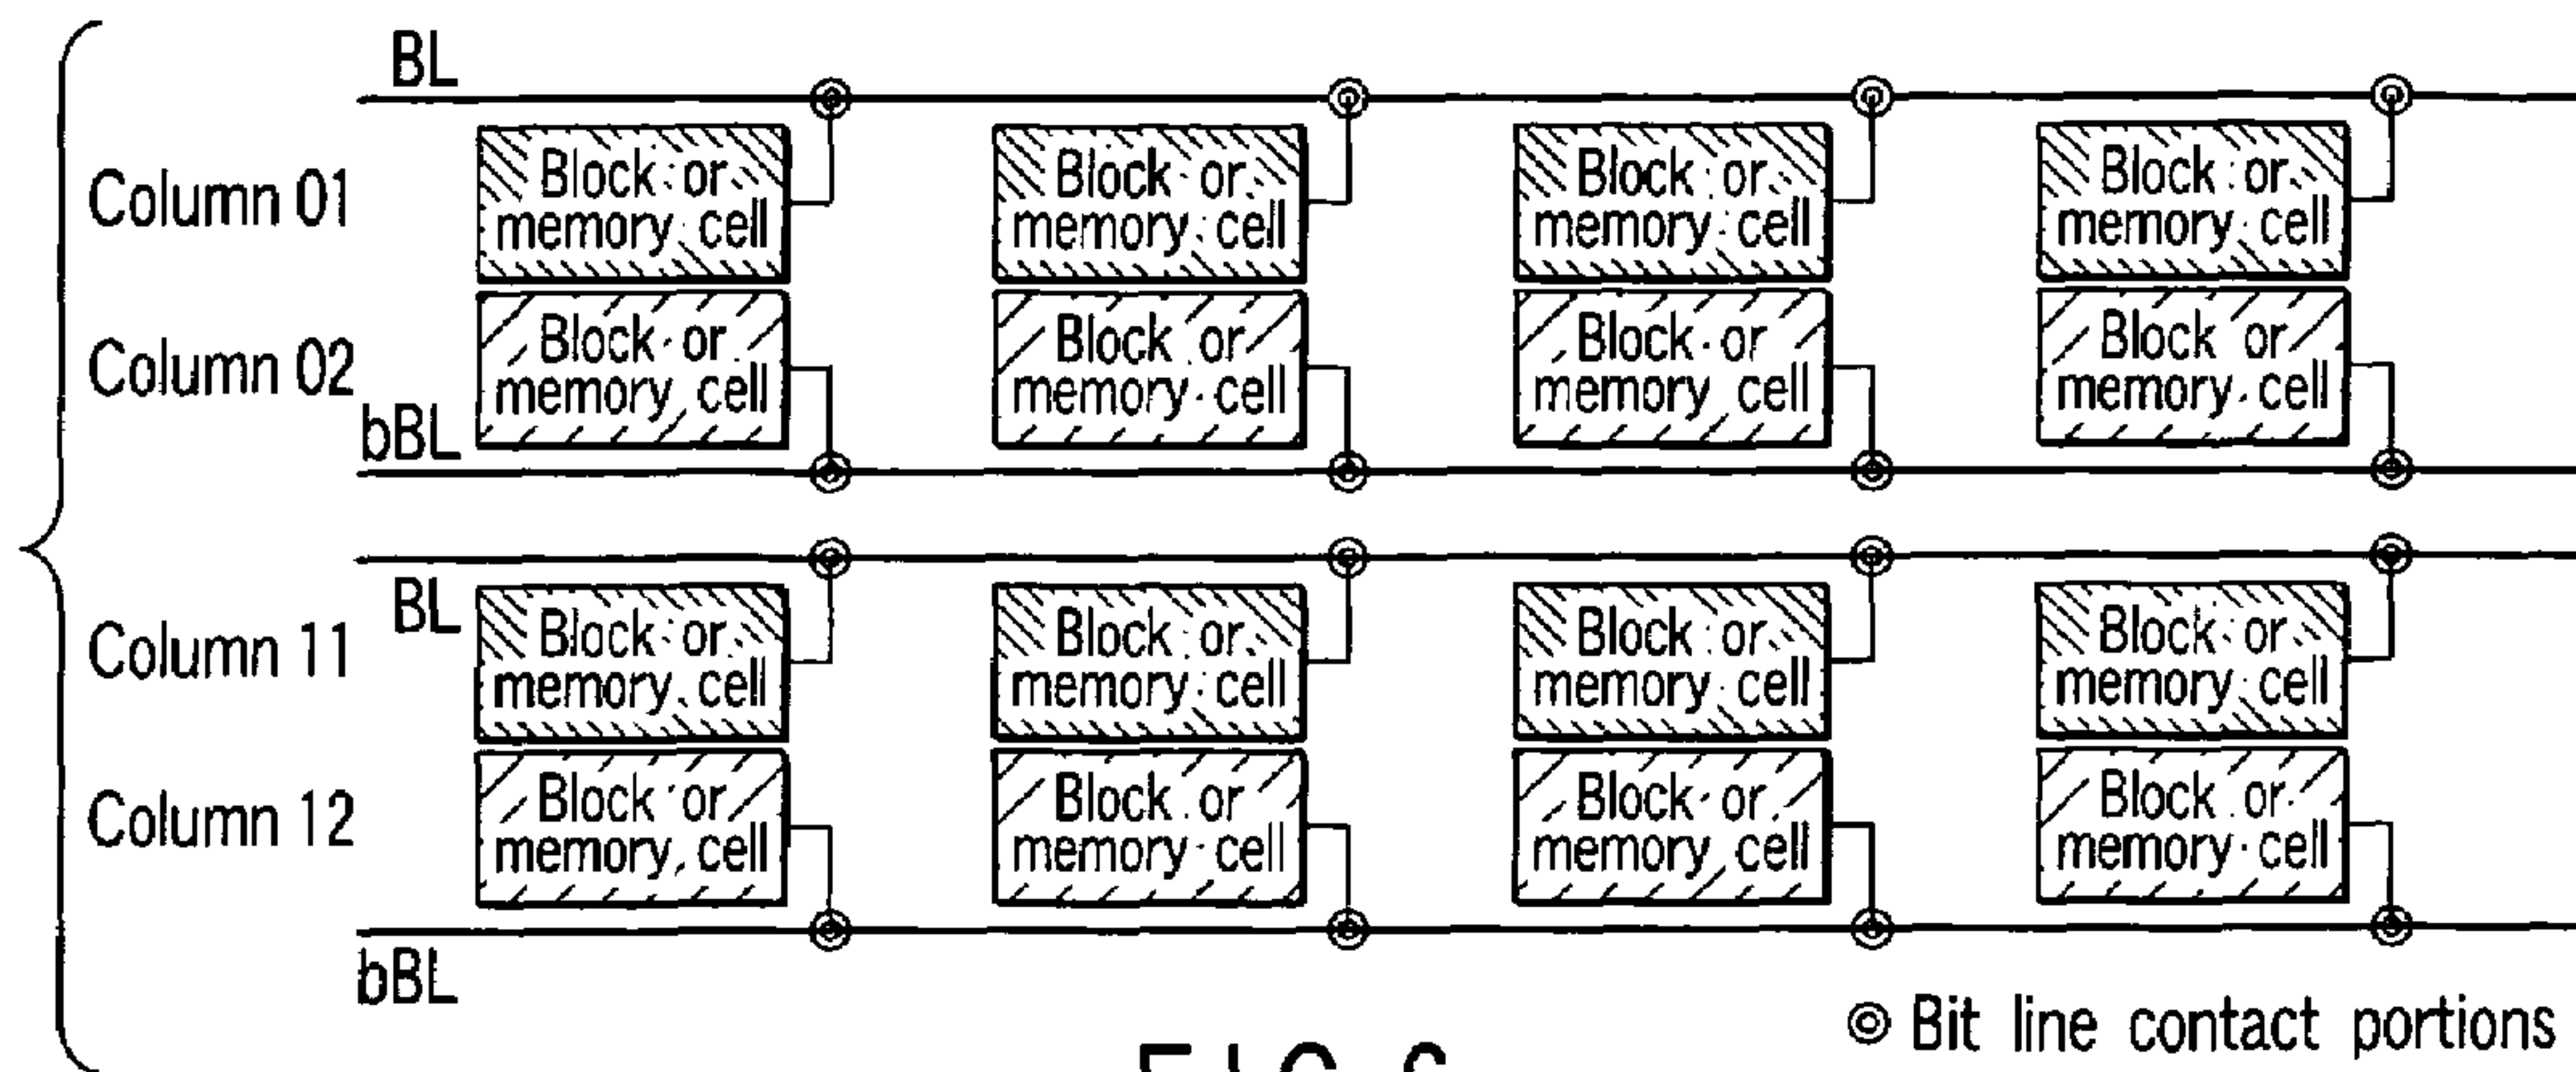 BL
Column 01
Block or Block or Block or Block or
memory cell memory cell memory cell memory cell
Column 02
Block or Block or Block or Block or
memory cell memory cell memory cell memory cell
bBL
BL
Column 11
Block or Block or Block or Block or
memory cell memory cell memory cell memory cell
Column 12
Block or Block or Block or Block or
memory cell memory cell memory cell memory cell
bBL
Bit line contact portions
FIG.